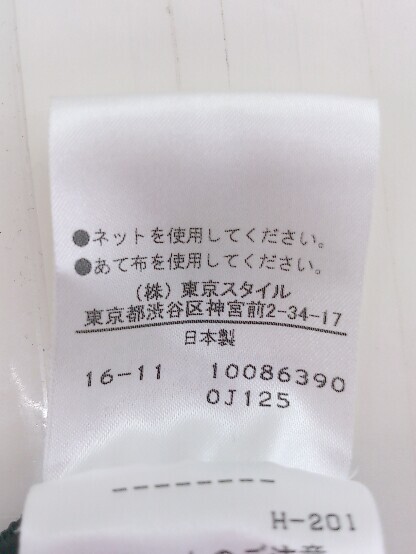 ●ネットを使用してください。
●あて布を使用してください。
(株)東京スタイル
東京都渋谷区神宮前2-34-17
日本製
16-11 10086390
0J125
H-201